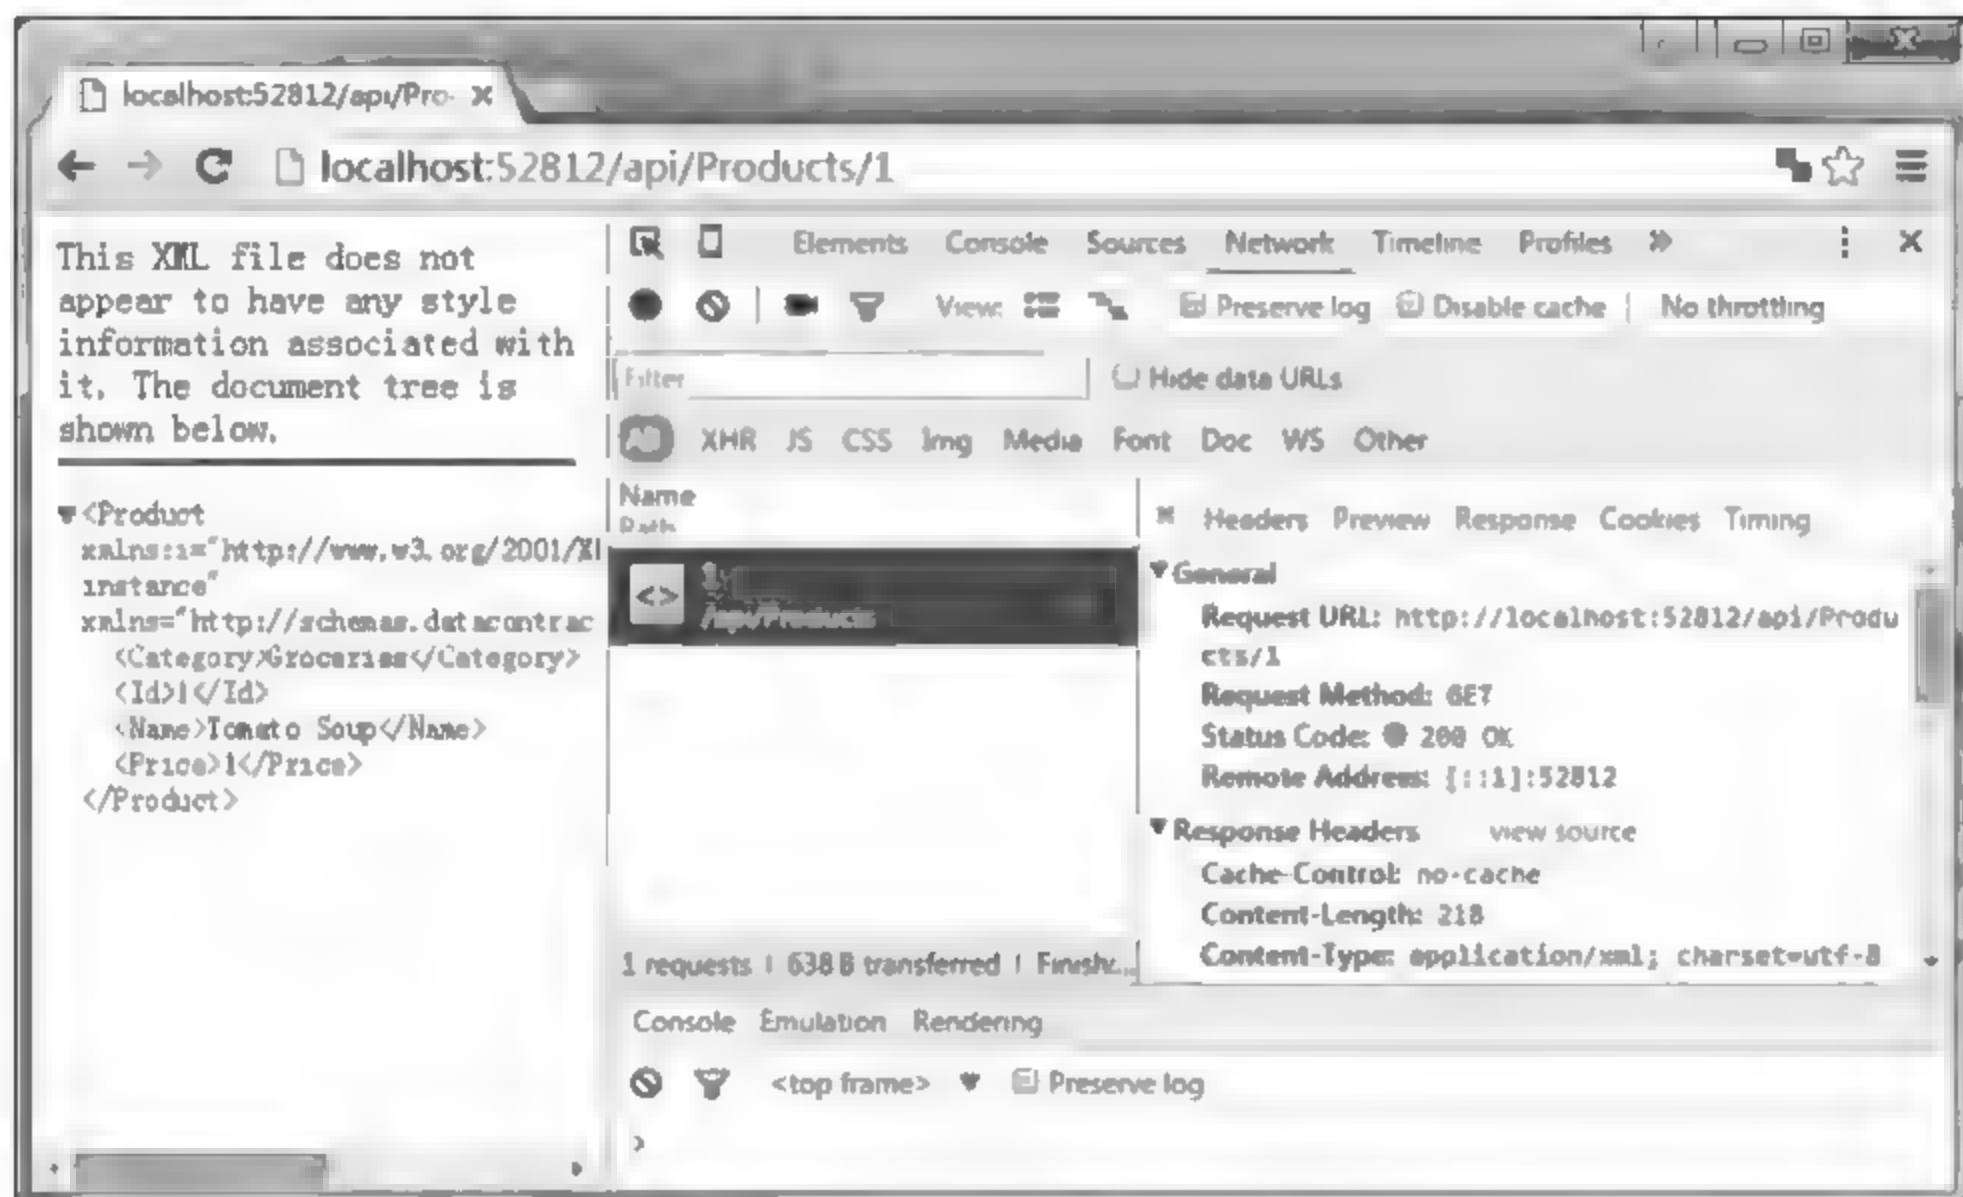 localhost:52812/api/Pro
localhost:52812/api/Products/1
This XML file does not
appear to have any style
information associated with
it. The document tree is
shown below.
<Product
xmlns:i="http://www.w3.org/2001/XM
instance"
xmlns="http://schemas.datacontrac
<Category>Groceries</Category>
<Id>1</Id>
<Name>Tomato Soup</Name>
<Price>1</Price>
</Product>
Elements Console Sources Network Timeline Profiles »
View: Preserve log Disable cache No throttling
Filter Hide data URLs
All XHR JS CSS Img Media Font Doc WS Other
Name
Path
1
/api/Products
1 requests | 638 B transferred | Finish:...
Headers Preview Response Cookies Timing
General
Request URL: http://localhost:52812/api/Produ
cts/1
Request Method: GET
Status Code: 200 OK
Remote Address: [::1]:52812
Response Headers view source
Cache-Control: no-cache
Content-Length: 218
Content-Type: application/xml; charset=utf-8
Console Emulation Rendering
<top frame> Preserve log